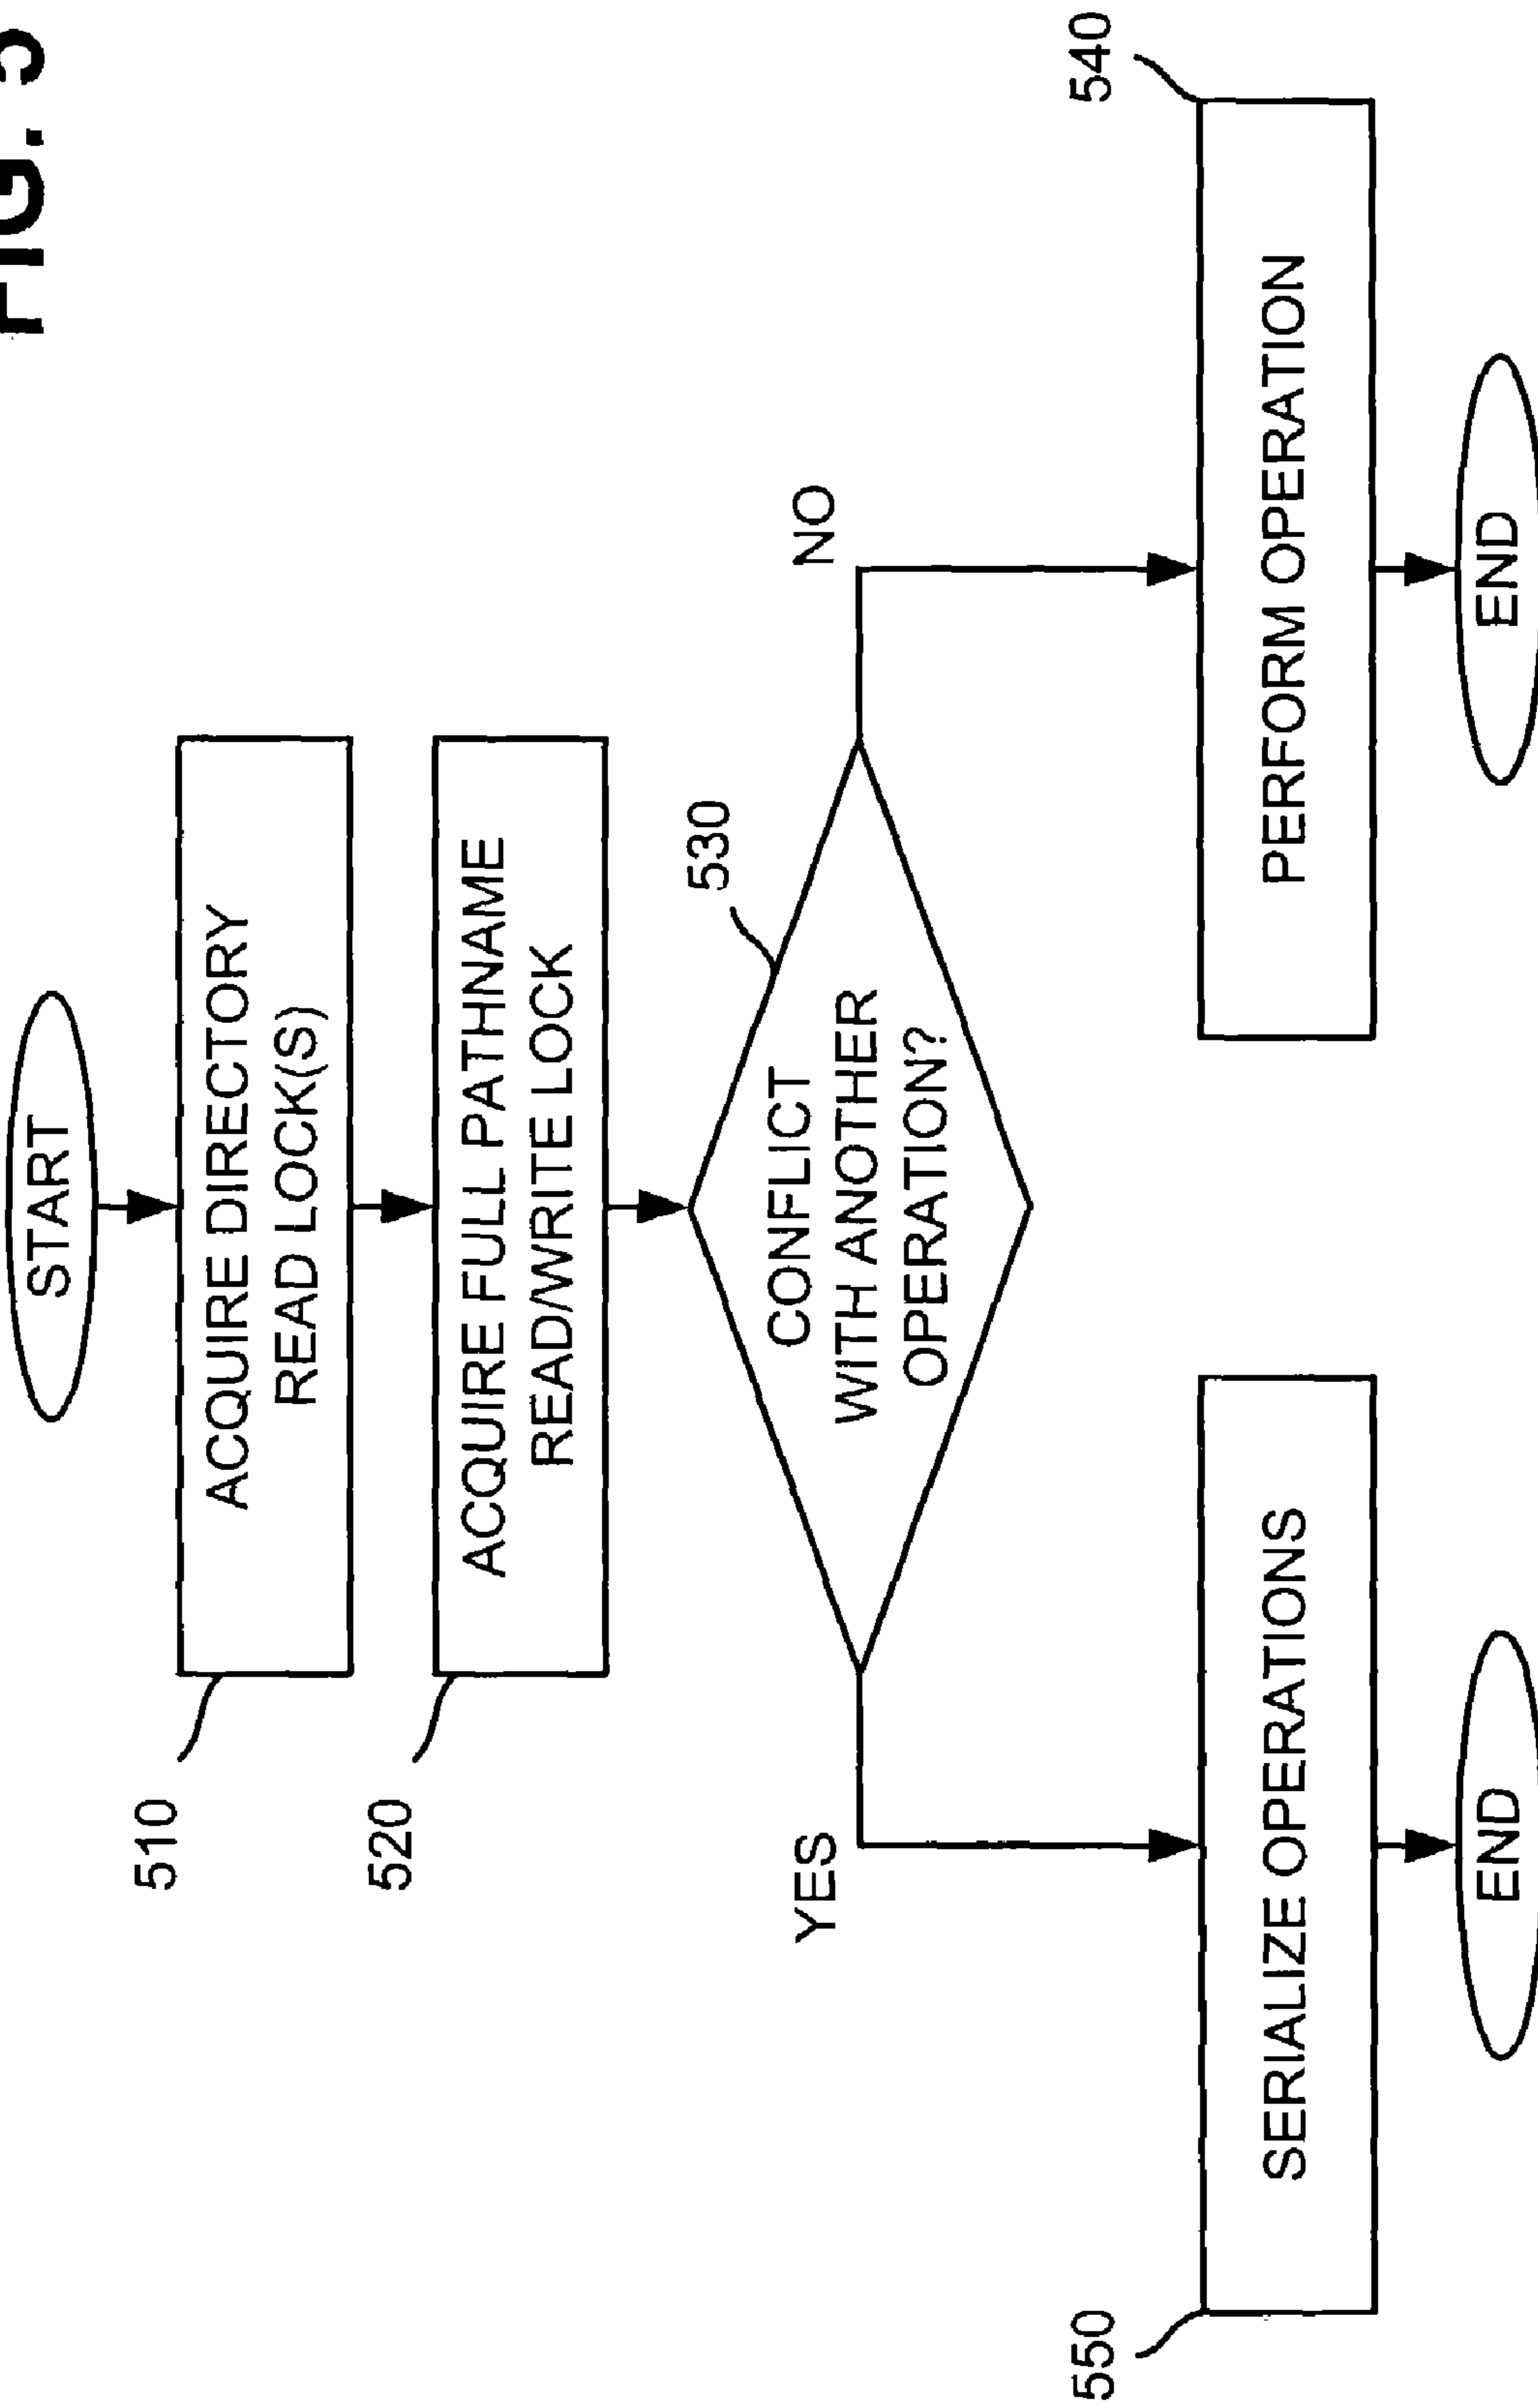 FIG. 5
START
510
ACQUIRE DIRECTORY
READ LOCK(S)
520
ACQUIRE FULL PATHNAME
READ/WRITE LOCK
530
CONFLICT
WITH ANOTHER
OPERATION?
YES
NO
550
SERIALIZE OPERATIONS
540
PERFORM OPERATION
END
END